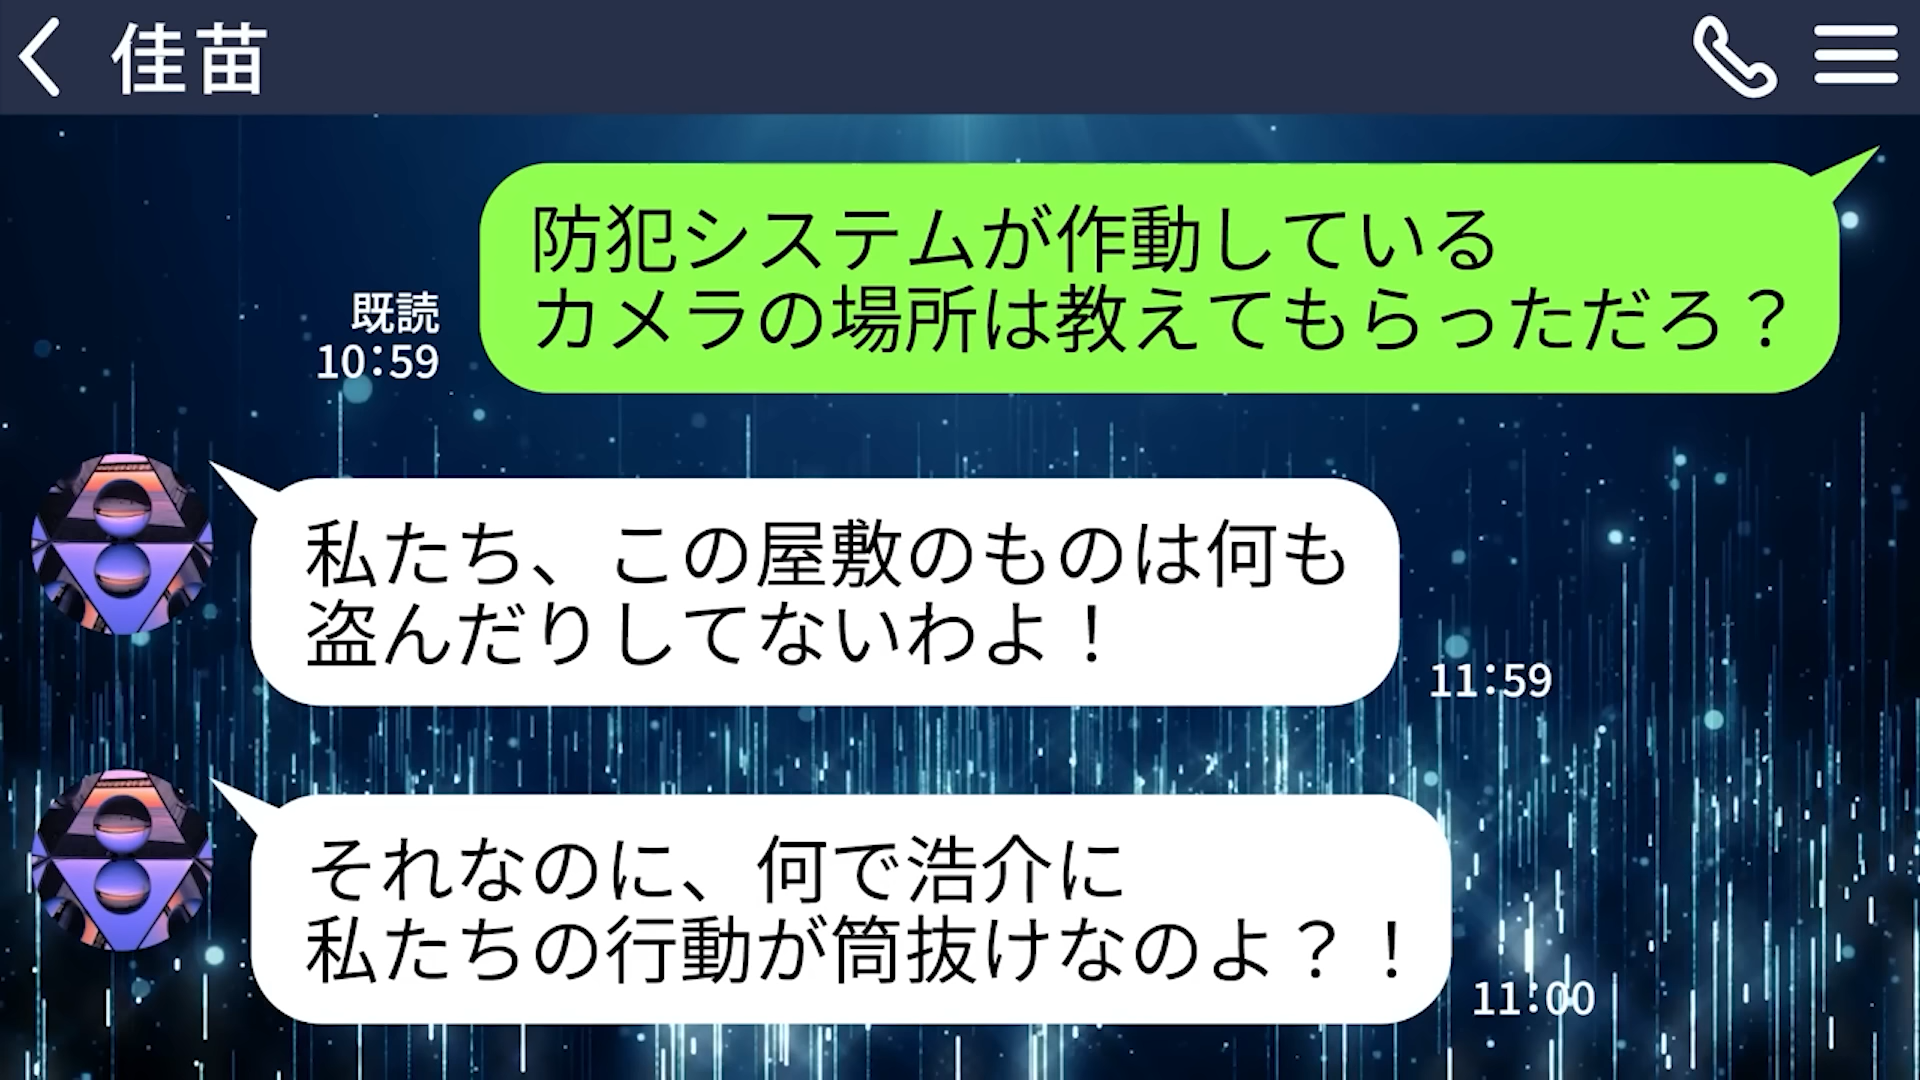 佳苗
防犯システムが作動している
カメラの場所は教えてもらっただろ？
既読
10:59
私たち、この屋敷のものは何も
盗んだりしてないわよ！
11:59
それなのに、何で浩介に
私たちの行動が筒抜けなのよ？！
11:00